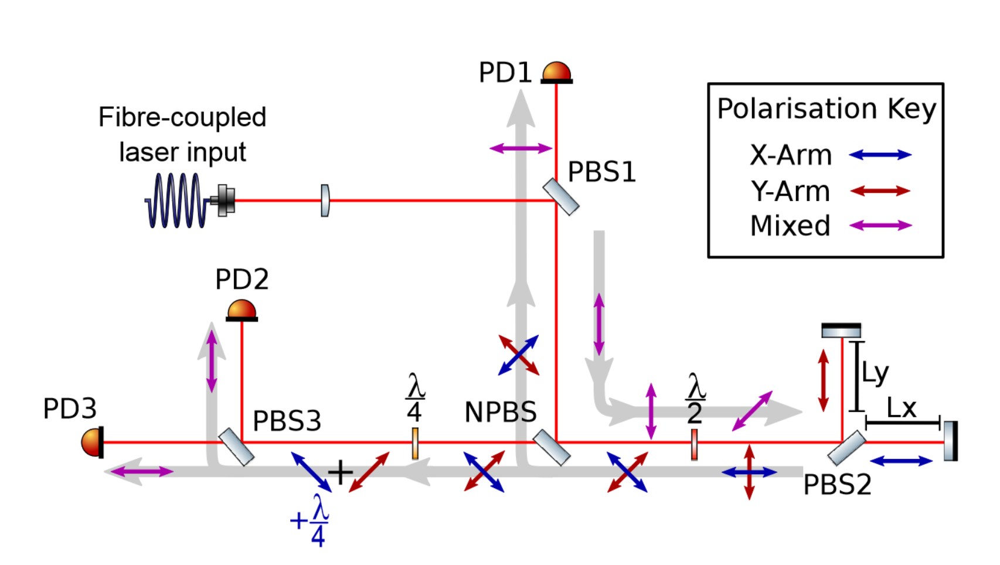 PD1
Polarisation Key
Fibre-coupled
laser input
X-Arm
PBS1
Y-Arm
Mixed
PD2
λ/4
NPBS
λ/2
Ly
PD3
PBS3
Lx
+
PBS2
+λ/4